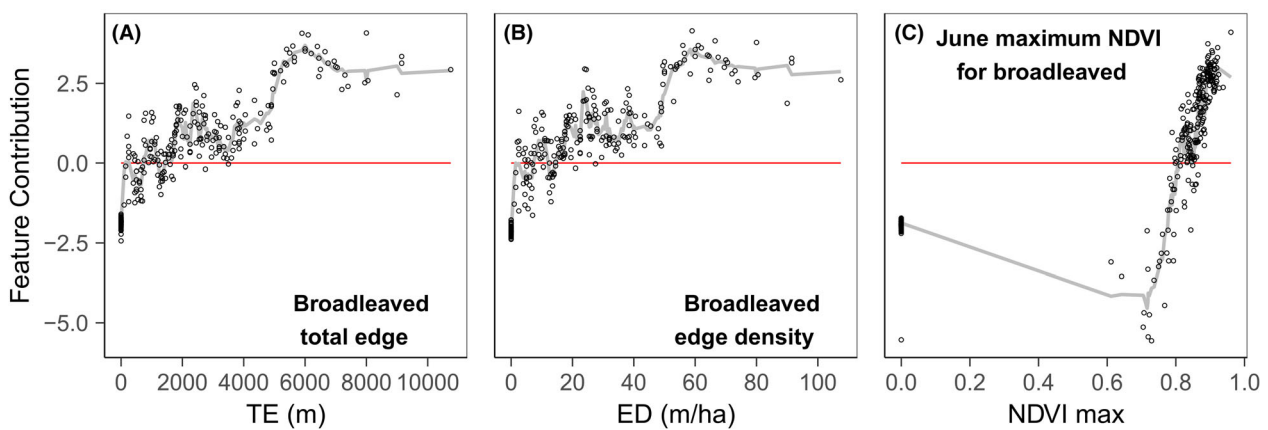 (A)
(B)
(C) June maximum NDVI
for broadleaved
Feature Contribution
2.5
0.0
−2.5
−5.0
Broadleaved
total edge
Broadleaved
edge density
0 2000 4000 6000 8000 10000
0 20 40 60 80 100
0.0 0.2 0.4 0.6 0.8 1.0
TE (m)
ED (m/ha)
NDVI max